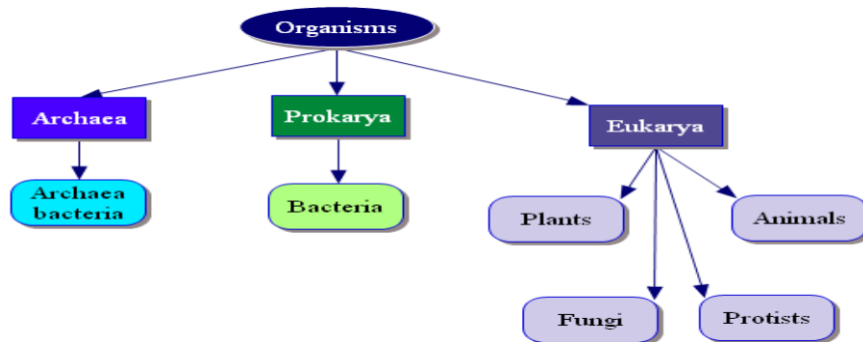 Organisms
Archaea
Prokarya
Eukarya
Archaea
bacteria
Bacteria
Plants
Animals
Fungi
Protists